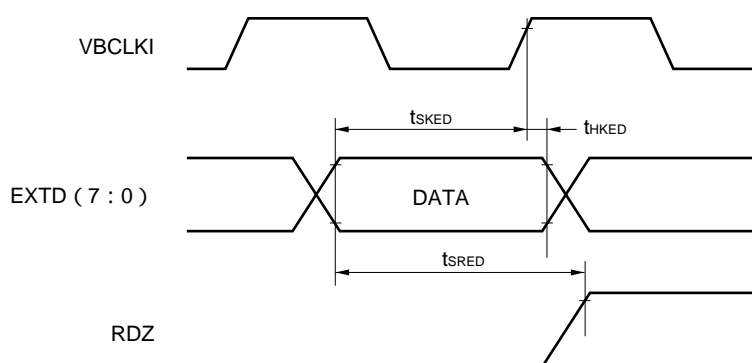 VBCLKI
tSKED
tHKED
EXTD ( 7 : 0 )
DATA
tSRED
RDZ